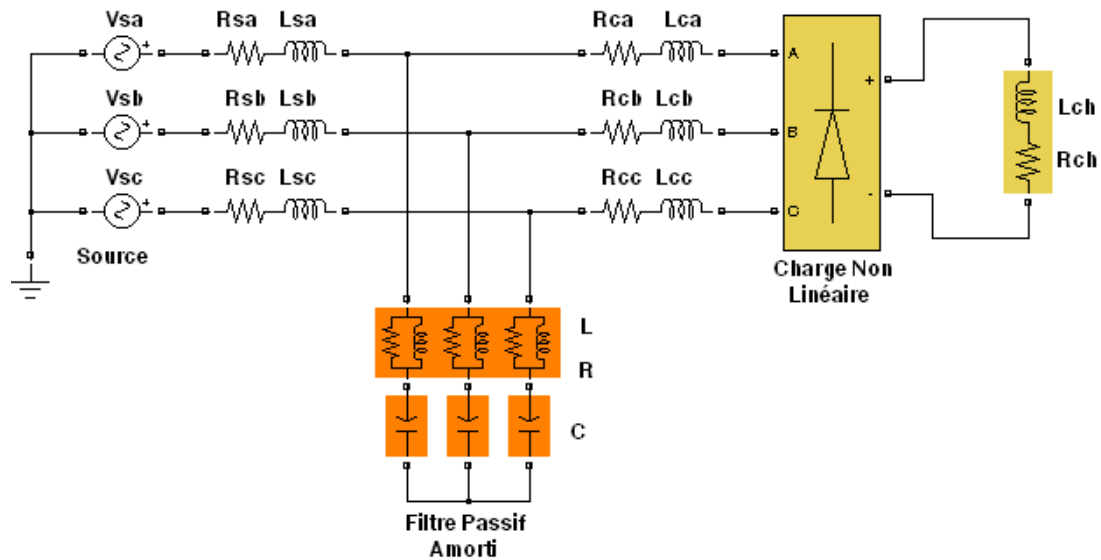 Vsa Rsa Lsa Rca Lca
A
Vsb Rsb Lsb Rcb Lcb
B
Vsc Rsc Lsc Rcc Lcc
C
+
-
Lch
Rch
Source
Charge Non
Linéaire
L
R
C
Filtre Passif
Amorti